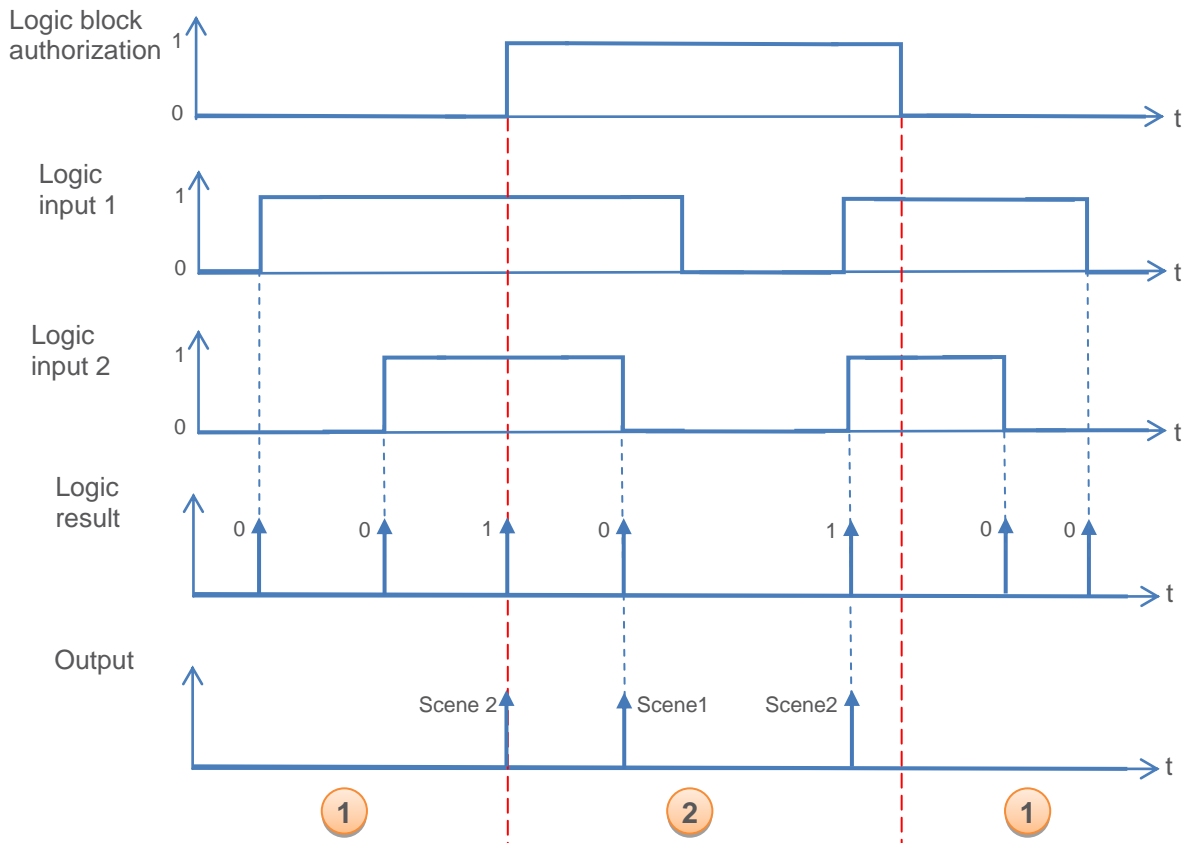 Logic block
authorization
1
0
t
Logic
input 1
1
0
t
Logic
input 2
1
0
t
Logic
result
0
0
1
0
1
0
0
t
Output
Scene 2
Scene1
Scene2
t
1
2
1